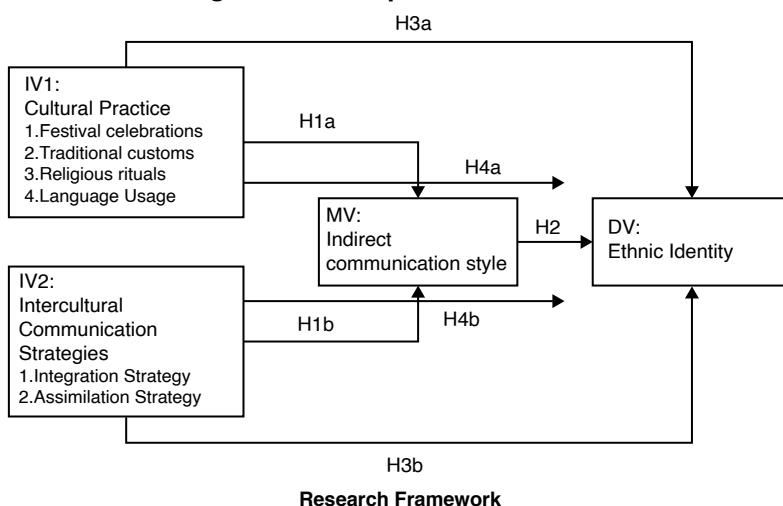 H3a
IV1:
Cultural Practice
1.Festival celebrations
2.Traditional customs
3.Religious rituals
4.Language Usage
H1a
H4a
MV:
Indirect
communication style
H2
DV:
Ethnic Identity
IV2:
Intercultural
Communication
Strategies
1.Integration Strategy
2.Assimilation Strategy
H1b
H4b
H3b
Research Framework